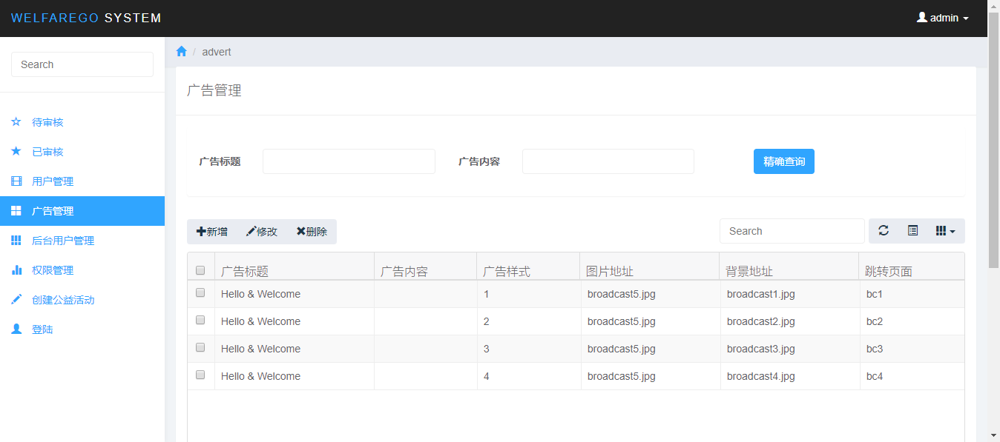 WELFAREGO SYSTEM
admin
Search
待审核
已审核
用户管理
广告管理
后台用户管理
权限管理
创建公益活动
登陆
/ advert
广告管理
广告标题 广告内容 精确查询
新增 修改 删除 Search
广告标题 广告内容 广告样式 图片地址 背景地址 跳转页面
Hello & Welcome 1 broadcast5.jpg broadcast1.jpg bc1
Hello & Welcome 2 broadcast5.jpg broadcast2.jpg bc2
Hello & Welcome 3 broadcast5.jpg broadcast3.jpg bc3
Hello & Welcome 4 broadcast5.jpg broadcast4.jpg bc4